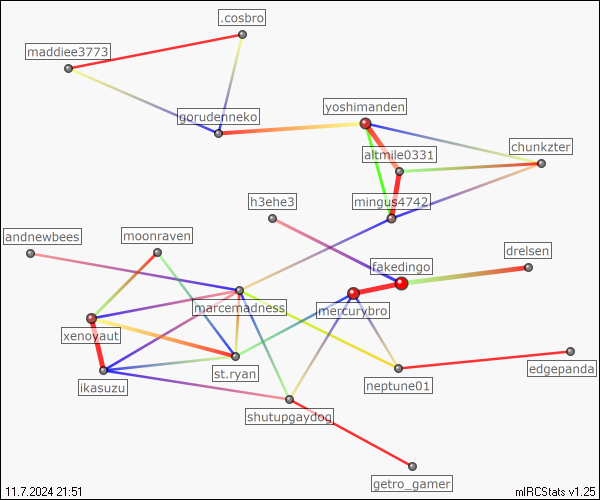 .cosbro
maddiee3773
gorudenneko
yoshimanden
altmile0331
chunkzter
h3ehe3
mingus4742
andnewbees
moonraven
fakedingo
drelsen
marcemadness
mercurybro
xenoyaut
st.ryan
ikasuzu
neptune01
edgepanda
shutupgaydog
getro_gamer
11.7.2024 21:51
mIRCStats v1.25